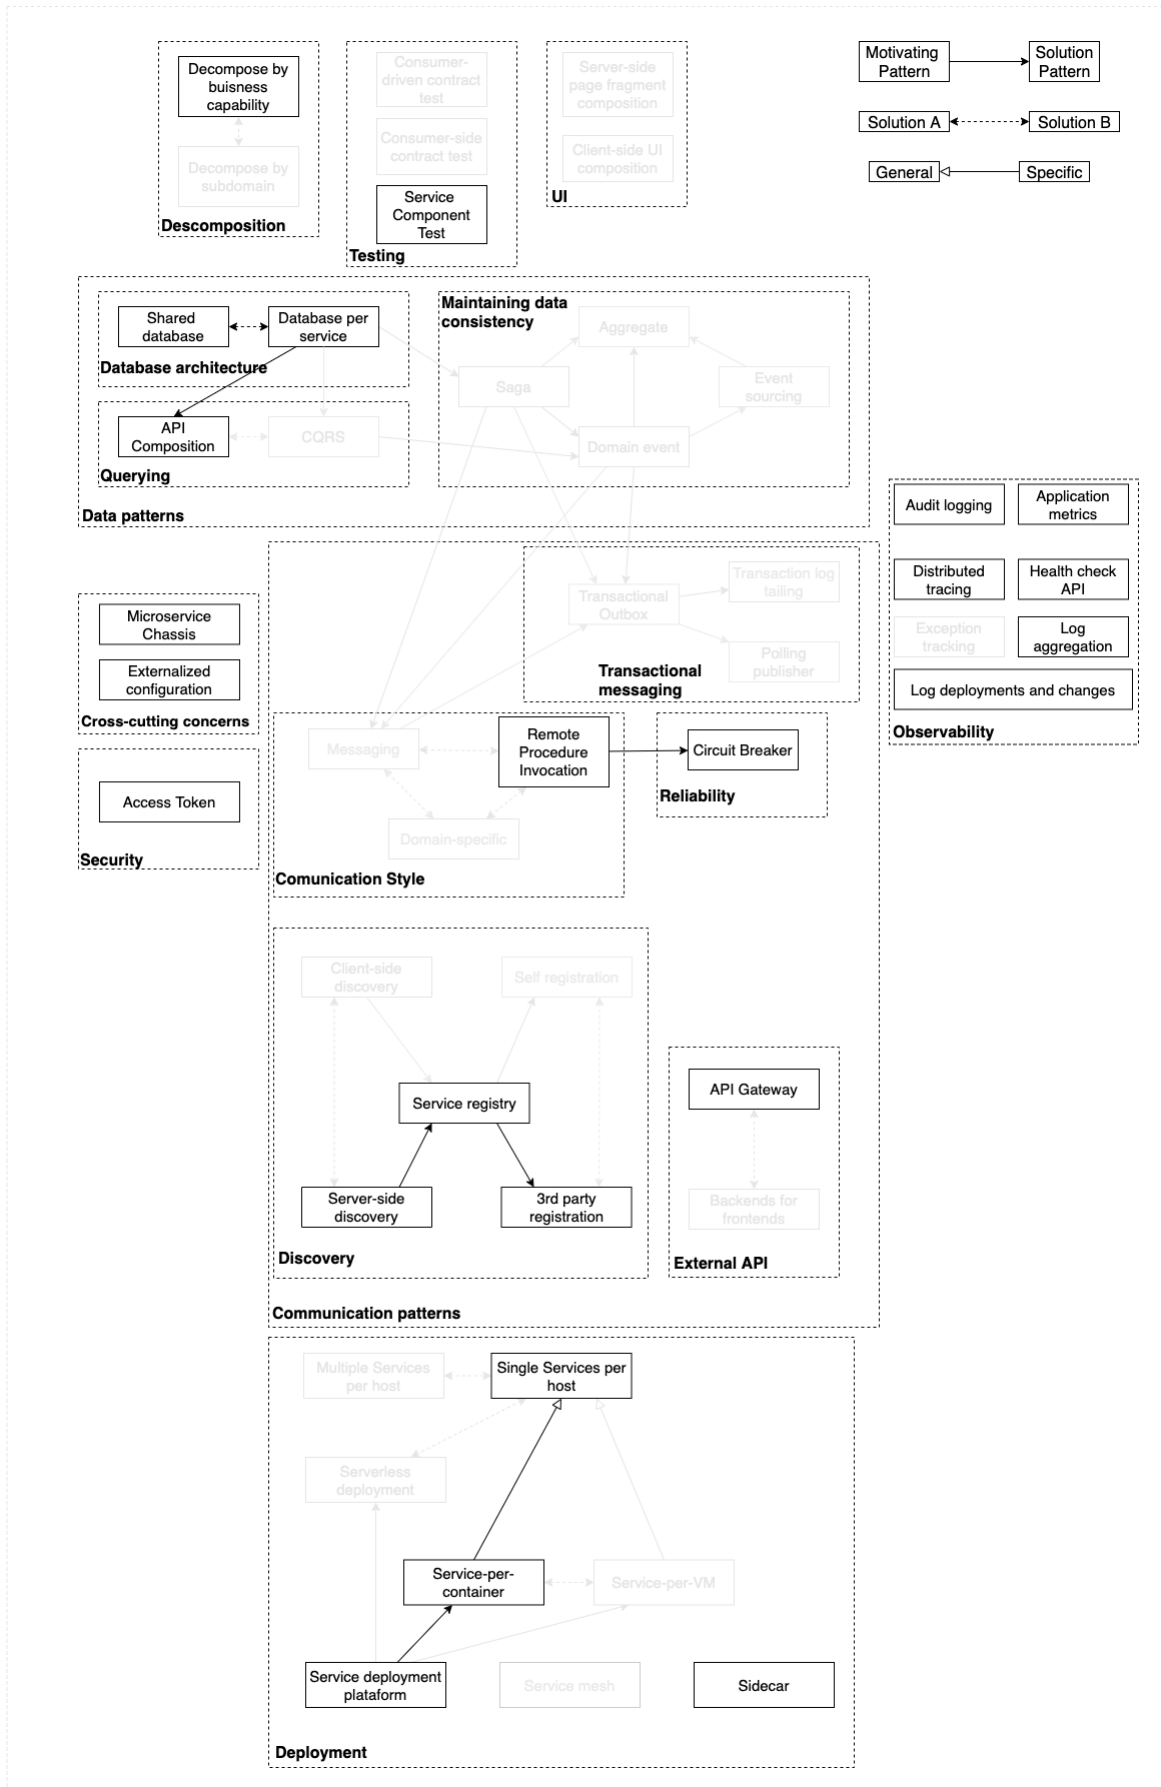 Decompose by
buisness
capability
Decompose by
subdomain
Descomposition
Consumer-
driven contract
test
Consumer-side
contract test
Service
Component
Test
Testing
Server-side
page fragment
composition
Client-side UI
composition
UI
Motivating
Pattern
Solution
Pattern
Solution A
Solution B
General
Specific
Shared
database
Database per
service
Database architecture
API
Composition
CQRS
Querying
Data patterns
Maintaining data
consistency
Aggregate
Saga
Event
sourcing
Domain event
Audit logging
Application
metrics
Distributed
tracing
Health check
API
Exception
tracking
Log
aggregation
Log deployments and changes
Observability
Microservice
Chassis
Externalized
configuration
Cross-cutting concerns
Access Token
Security
Transactional
Outbox
Transaction log
tailing
Polling
publisher
Transactional
messaging
Messaging
Remote
Procedure
Invocation
Domain-specific
Comunication Style
Circuit Breaker
Reliability
Client-side
discovery
Self registration
Service registry
Server-side
discovery
3rd party
registration
Discovery
API Gateway
Backends for
frontends
External API
Communication patterns
Multiple Services
per host
Single Services per
host
Serverless
deployment
Service-per-
container
Service-per-VM
Service deployment
plataform
Service mesh
Sidecar
Deployment